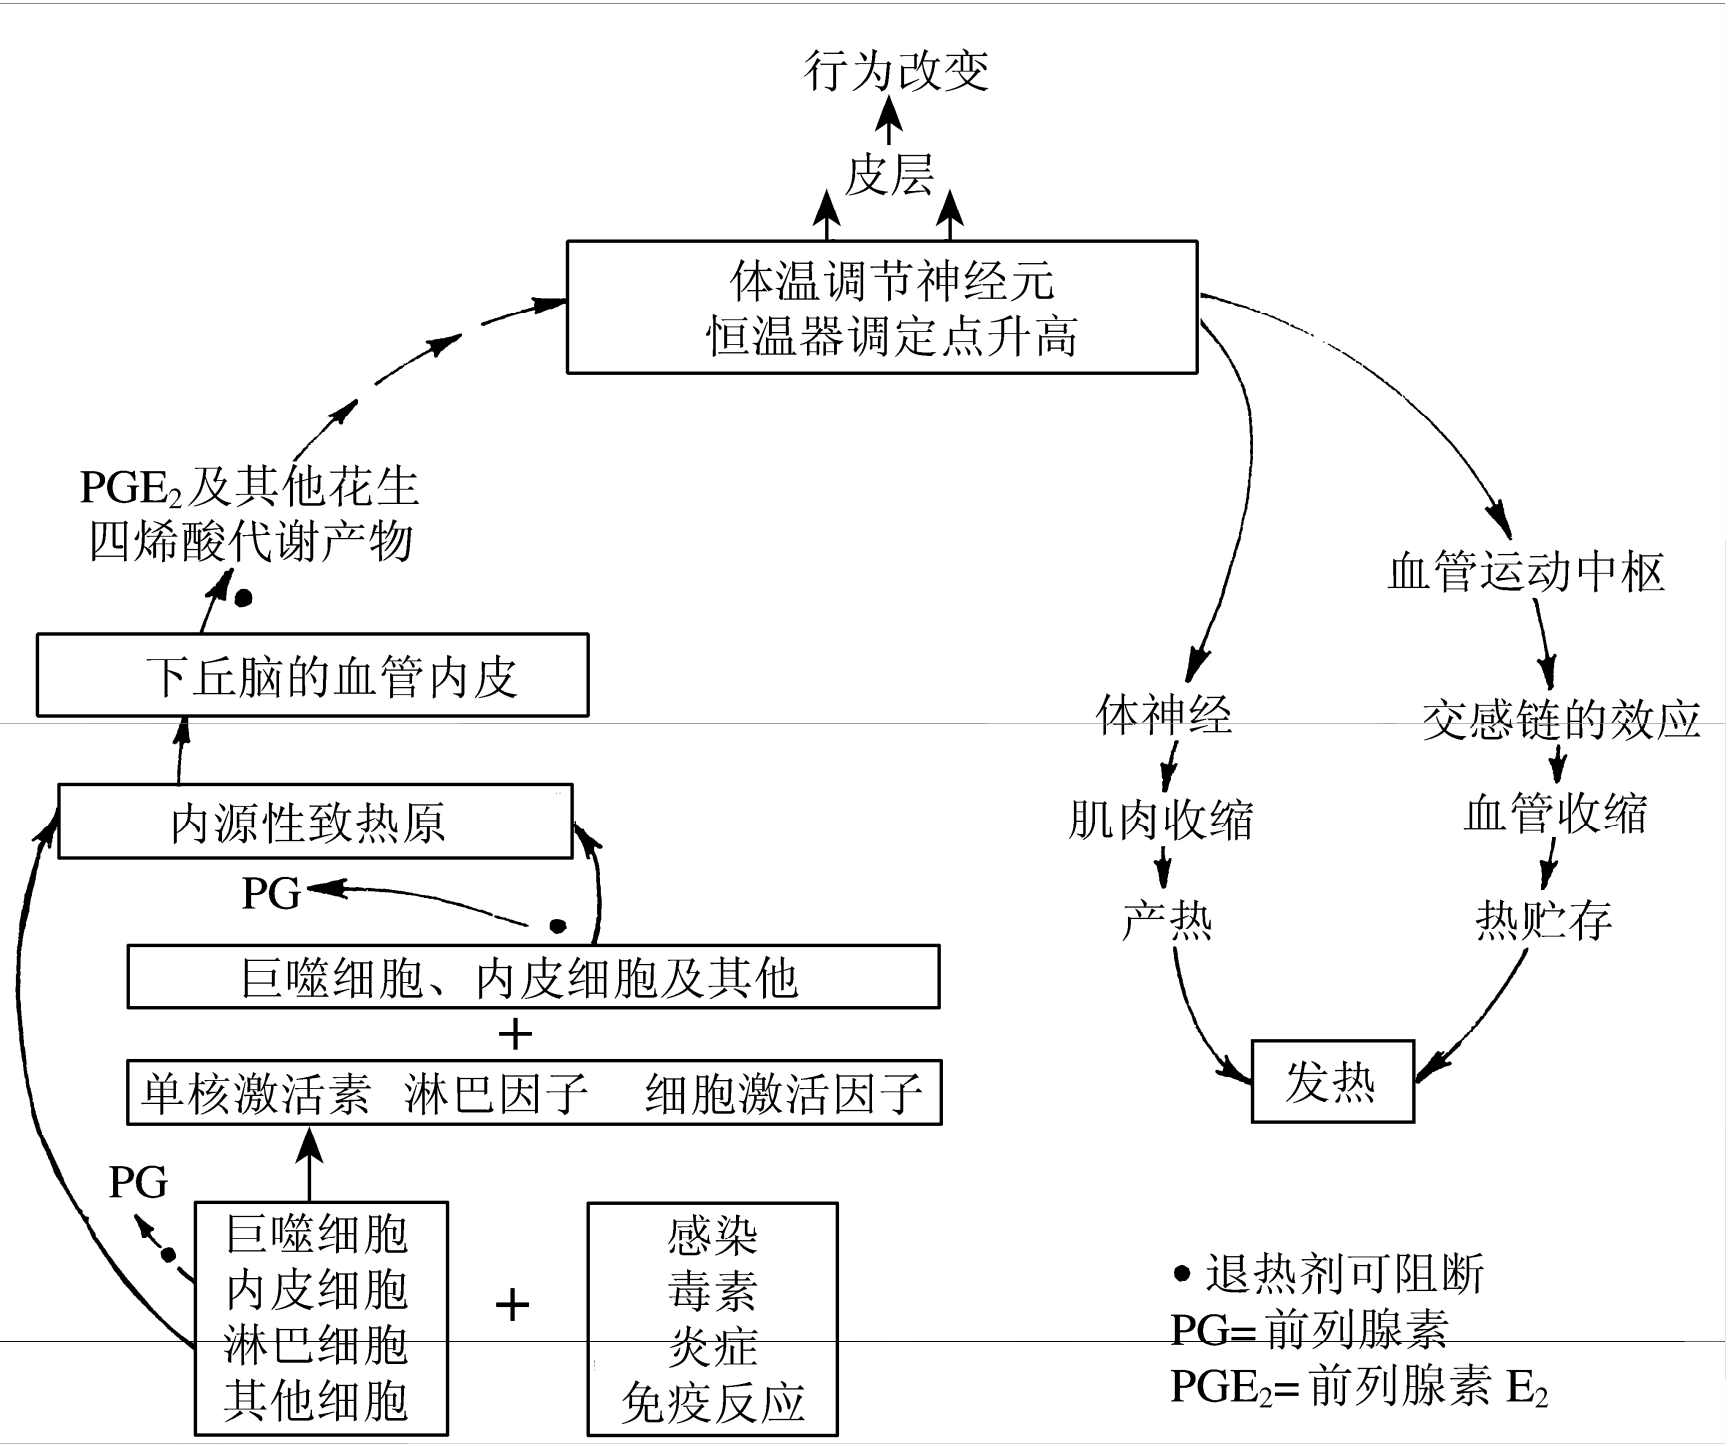 行为改变
皮层
体温调节神经元
恒温器调定点升高
PGE₂及其他花生
四烯酸代谢产物
血管运动中枢
下丘脑的血管内皮
体神经
交感链的效应
内源性致热原
肌肉收缩
血管收缩
PG
产热
热贮存
巨噬细胞、内皮细胞及其他
+
单核激活素 淋巴因子 细胞激活因子
发热
PG
巨噬细胞
内皮细胞
淋巴细胞
其他细胞
+
感染
毒素
炎症
免疫反应
● 退热剂可阻断
PG=前列腺素
PGE₂=前列腺素 E₂